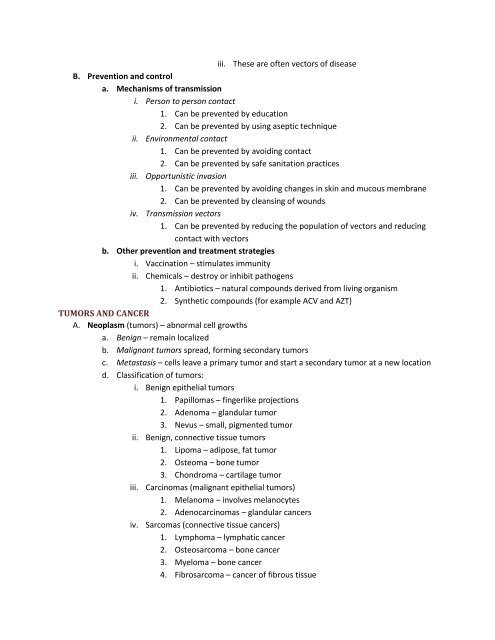 iii. These are often vectors of disease
B. Prevention and control
a. Mechanisms of transmission
i. Person to person contact
1. Can be prevented by education
2. Can be prevented by using aseptic technique
ii. Environmental contact
1. Can be prevented by avoiding contact
2. Can be prevented by safe sanitation practices
iii. Opportunistic invasion
1. Can be prevented by avoiding changes in skin and mucous membrane
2. Can be prevented by cleansing of wounds
iv. Transmission vectors
1. Can be prevented by reducing the population of vectors and reducing
contact with vectors
b. Other prevention and treatment strategies
i. Vaccination – stimulates immunity
ii. Chemicals – destroy or inhibit pathogens
1. Antibiotics – natural compounds derived from living organism
2. Synthetic compounds (for example ACV and AZT)
TUMORS AND CANCER
A. Neoplasm (tumors) – abnormal cell growths
a. Benign – remain localized
b. Malignant tumors spread, forming secondary tumors
c. Metastasis – cells leave a primary tumor and start a secondary tumor at a new location
d. Classification of tumors:
i. Benign epithelial tumors
1. Papillomas – fingerlike projections
2. Adenoma – glandular tumor
3. Nevus – small, pigmented tumor
ii. Benign, connective tissue tumors
1. Lipoma – adipose, fat tumor
2. Osteoma – bone tumor
3. Chondroma – cartilage tumor
iii. Carcinomas (malignant epithelial tumors)
1. Melanoma – involves melanocytes
2. Adenocarcinomas – glandular cancers
iv. Sarcomas (connective tissue cancers)
1. Lymphoma – lymphatic cancer
2. Osteosarcoma – bone cancer
3. Myeloma – bone cancer
4. Fibrosarcoma – cancer of fibrous tissue